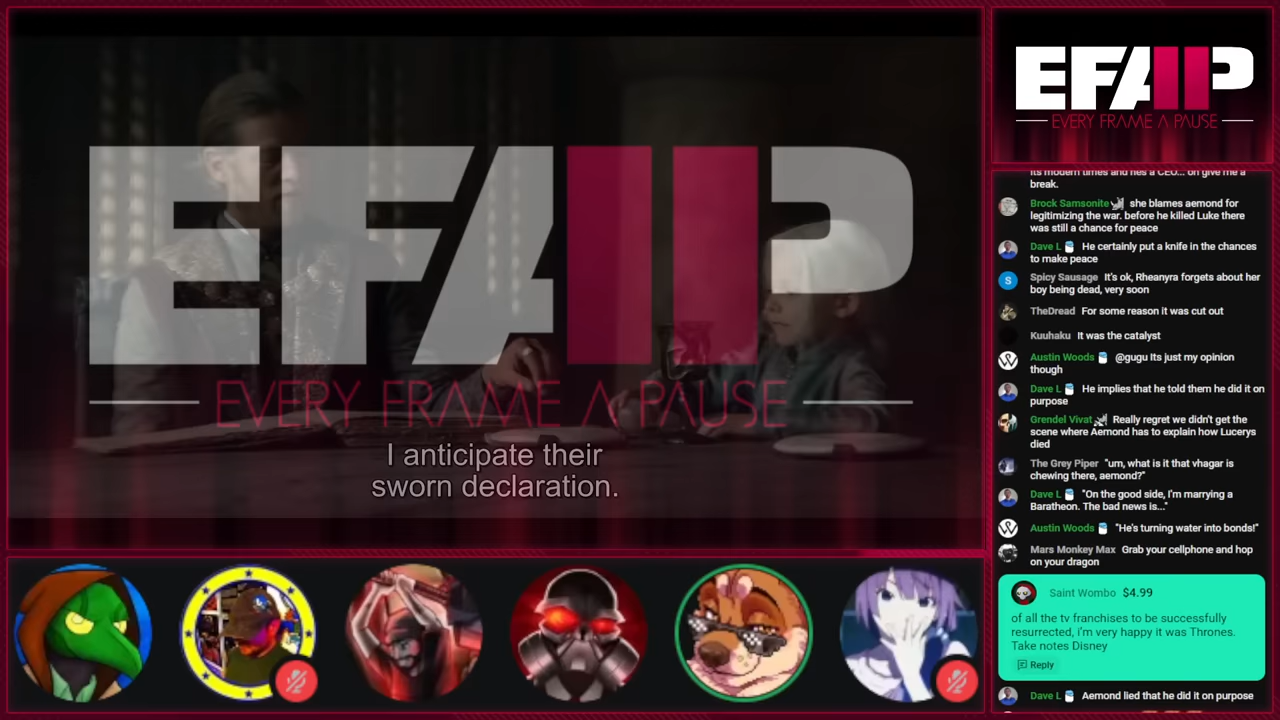 EFAP
EVERY FRAME A PAUSE
I anticipate their
sworn declaration.
EFAP
EVERY FRAME A PAUSE
its modern times and hes a CEO... oh give me a
break.
Brock Samsonite she blames aemond for
legitimizing the war. before he killed Luke there
was still a chance for peace
Dave L He certainly put a knife in the chances
to make peace
S
Spicy Sausage It's ok, Rheanyra forgets about her
boy being dead, very soon
TheDread For some reason it was cut out
Kuuhaku It was the catalyst
Austin Woods @gugu Its just my opinion
though
Dave L He implies that he told them he did it on
purpose
Grendel Vivat Really regret we didn't get the
scene where Aemond has to explain how Lucerys
died
The Grey Piper "um, what is it that vhagar is
chewing there, aemond?"
Dave L "On the good side, I'm marrying a
Baratheon. The bad news is..."
Austin Woods "He's turning water into bonds!"
Mars Monkey Max Grab your cellphone and hop
on your dragon
Saint Wombo $4.99
of all the tv franchises to be successfully
resurrected, i'm very happy it was Thrones.
Take notes Disney
Reply
Dave L Aemond lied that he did it on purpose